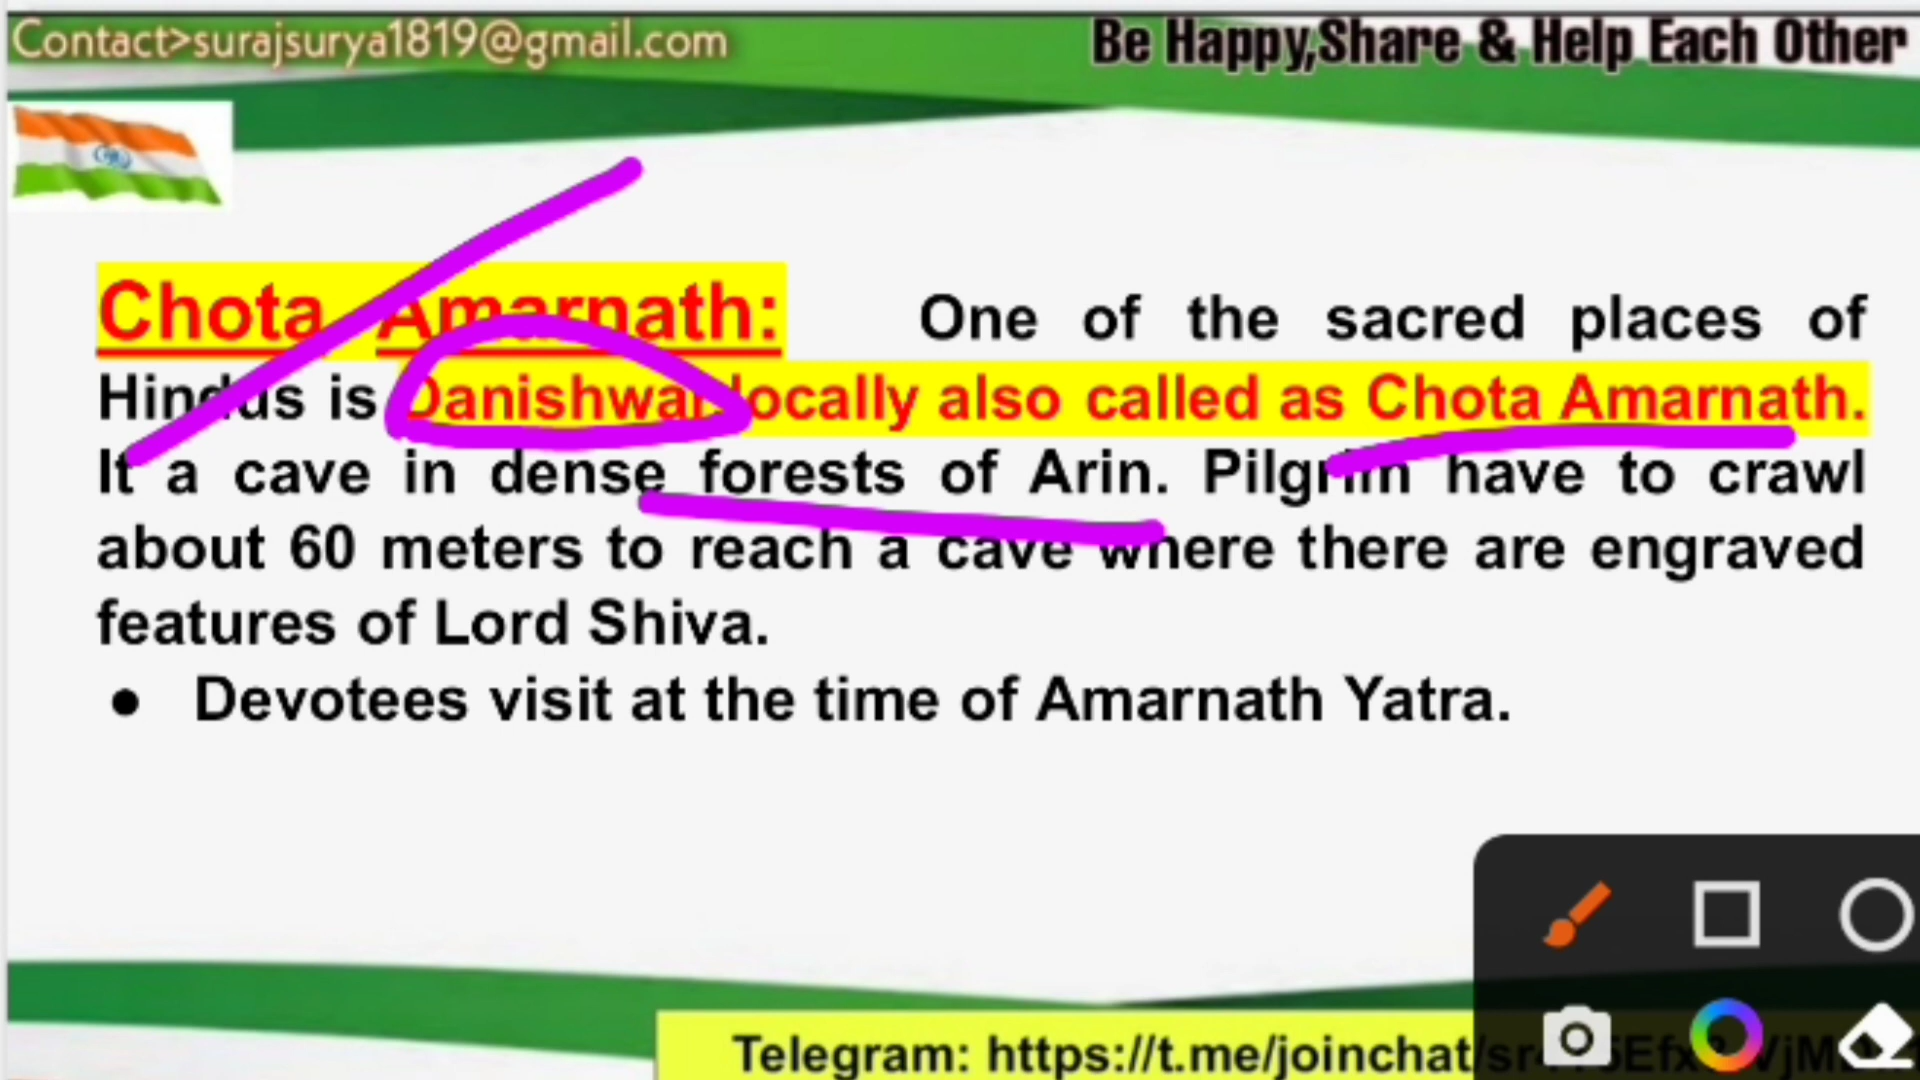 Contact>surajsurya1819@gmail.com
Be Happy,Share & Help Each Other
Chota Amarnath: One of the sacred places of
Hindus is Danishwar locally also called as Chota Amarnath.
It a cave in dense forests of Arin. Pilgrim have to crawl
about 60 meters to reach a cave where there are engraved
features of Lord Shiva.
● Devotees visit at the time of Amarnath Yatra.
Telegram: https://t.me/joinchat/